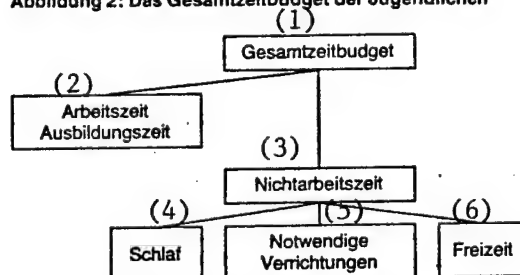 Abbildung 2: Das Gesamtzeitbudget der Jugendlichen
(1)
Gesamtzeitbudget
(2)
Arbeitszeit
Ausbildungszeit
(3)
Nichtarbeitszeit
(4) (5) (6)
Schlaf
Notwendige
Verrichtungen
Freizeit